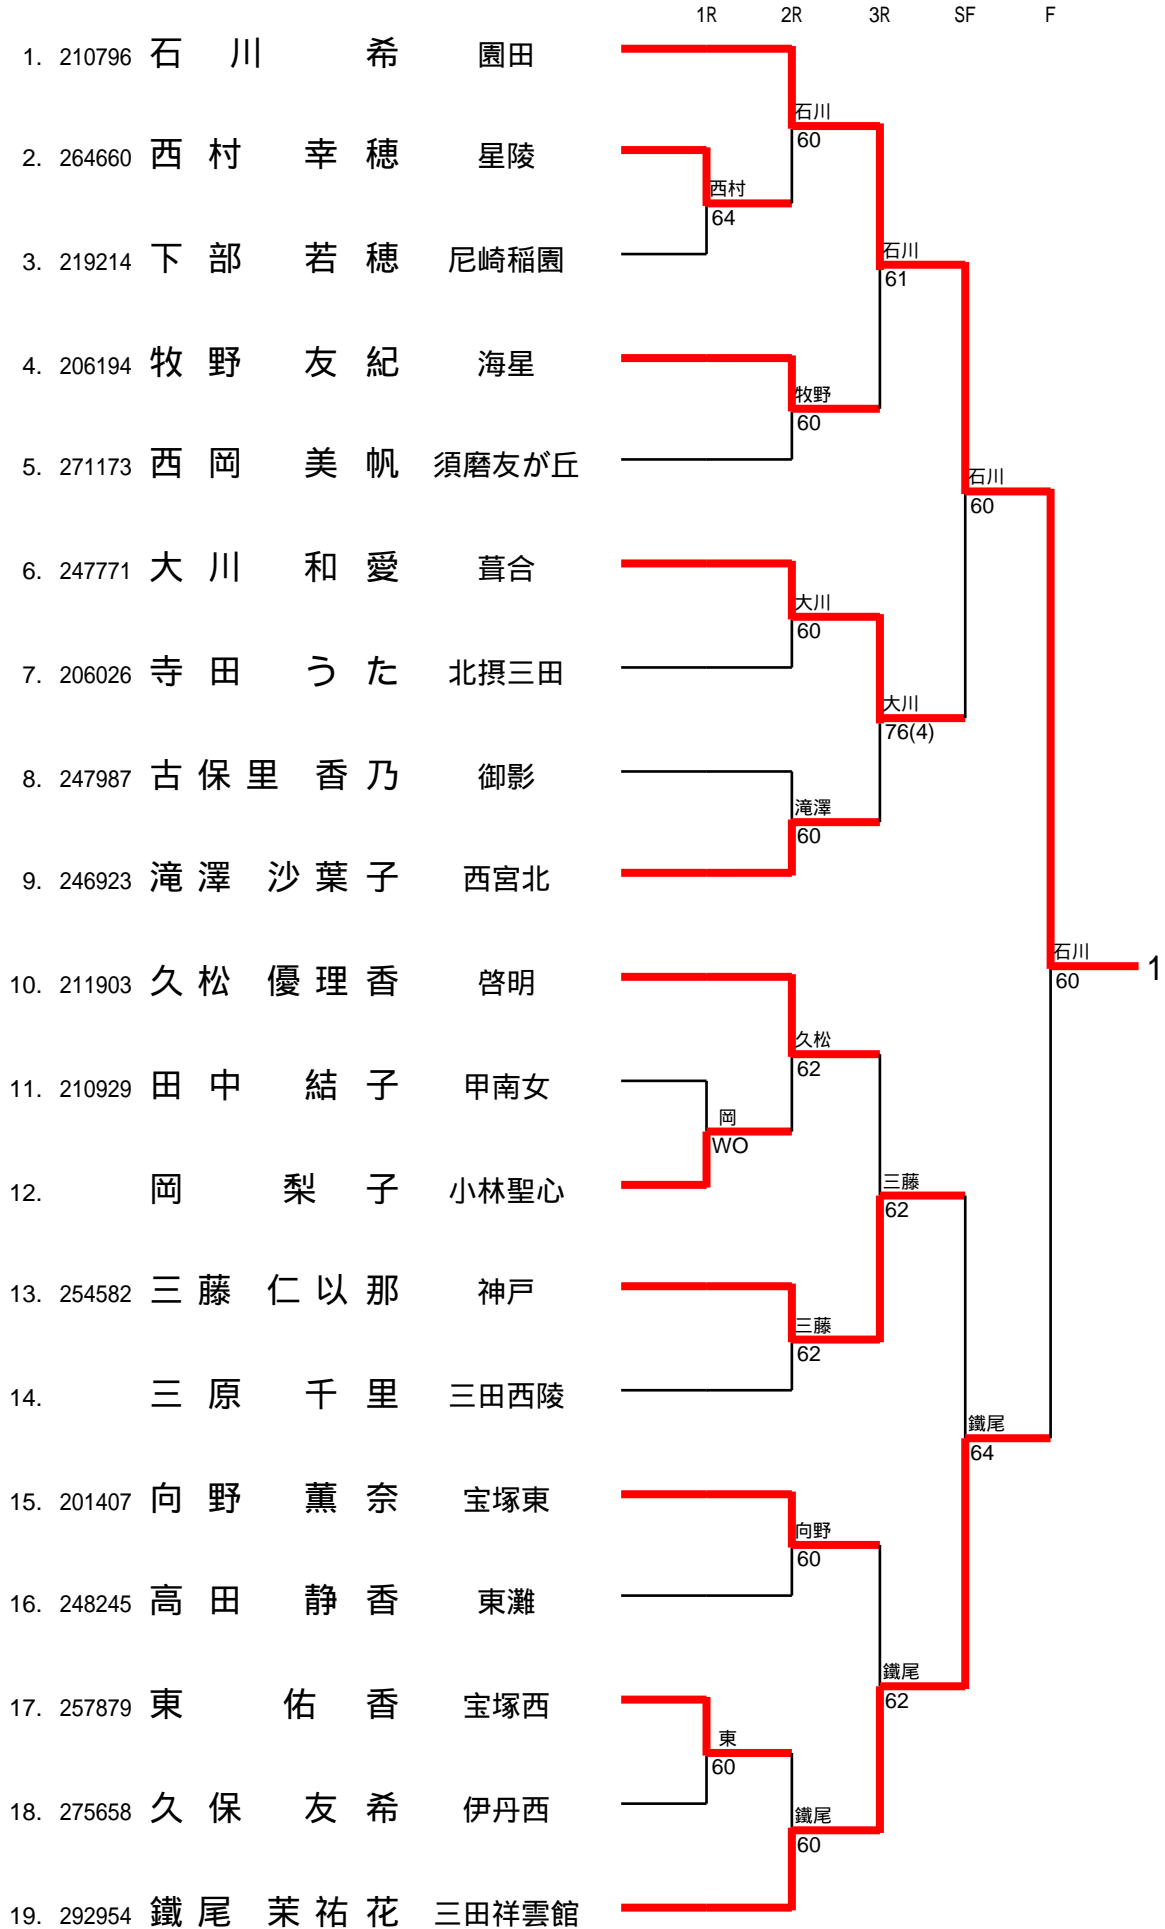 1R 2R 3R SF F
1. 210796 石川 希 園田
石川
60
2. 264660 西村 幸穂 星陵
西村
64
3. 219214 下部 若穂 尼崎稲園
石川
61
4. 206194 牧野 友紀 海星
牧野
60
5. 271173 西岡 美帆 須磨友が丘
石川
60
6. 247771 大川 和愛 葺合
大川
60
7. 206026 寺田 うた 北摂三田
大川
76(4)
8. 247987 古保里 香乃 御影
滝澤
60
9. 246923 滝澤 沙葉子 西宮北
石川
60
1
10. 211903 久松 優理香 啓明
久松
62
11. 210929 田中 結子 甲南女
岡
WO
12. 岡 梨子 小林聖心
三藤
62
13. 254582 三藤 仁以那 神戸
三藤
62
14. 三原 千里 三田西陵
鐵尾
64
15. 201407 向野 薫奈 宝塚東
向野
60
16. 248245 高田 静香 東灘
鐵尾
62
17. 257879 東 佑香 宝塚西
東
60
18. 275658 久保 友希 伊丹西
鐵尾
60
19. 292954 鐵尾 茉祐花 三田祥雲館